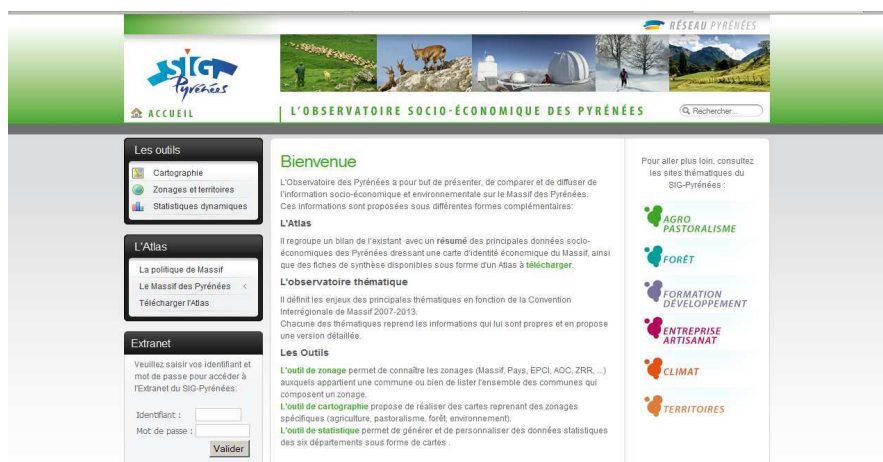 RÉSEAU PYRÉNÉES
SIG
Pyrénées
ACCUEIL
L'OBSERVATOIRE SOCIO-ÉCONOMIQUE DES PYRÉNÉES
Rechercher...
Les outils
Cartographie
Zonages et territoires
Statistiques dynamiques
L'Atlas
La politique de Massif
Le Massif des Pyrénées <
Télécharger l'Atlas
Extranet
Veuillez saisir vos identifiant et
mot de passe pour accéder à
l'Extranet du SIG-Pyrénées:
Identifiant :
Mot de passe :
Valider
Bienvenue
L'Observatoire des Pyrénées a pour but de présenter, de comparer et de diffuser de
l'information socio-économique et environnementale sur le Massif des Pyrénées.
Ces informations sont proposées sous différentes formes complémentaires:
L'Atlas
Il regroupe un bilan de l'existant avec un résumé des principales données socio-
économiques des Pyrénées dressant une carte d'identité économique du Massif, ainsi
que des fiches de synthèse disponibles sous forme d'un Atlas à télécharger.
L'observatoire thématique
Il définit les enjeux des principales thématiques en fonction de la Convention
Interrégionale de Massif 2007-2013.
Chacune des thématiques reprend les informations qui lui sont propres et en propose
une version détaillée.
Les Outils
L'outil de zonage permet de connaître les zonages (Massif, Pays, EPCI, AOC, ZRR, ...)
auxquels appartient une commune ou bien de lister l'ensemble des communes qui
composent un zonage.
L'outil de cartographie propose de réaliser des cartes reprenant des zonages
spécifiques (agriculture, pastoralisme, forêt, environnement).
L'outil de statistique permet de générer et de personnaliser des données statistiques
des six départements sous forme de cartes .
Pour aller plus loin, consultez
les sites thématiques du
SIG-Pyrénées :
AGRO
PASTORALISME
FORÊT
FORMATION
DÉVELOPPEMENT
ENTREPRISE
ARTISANAT
CLIMAT
TERRITOIRES